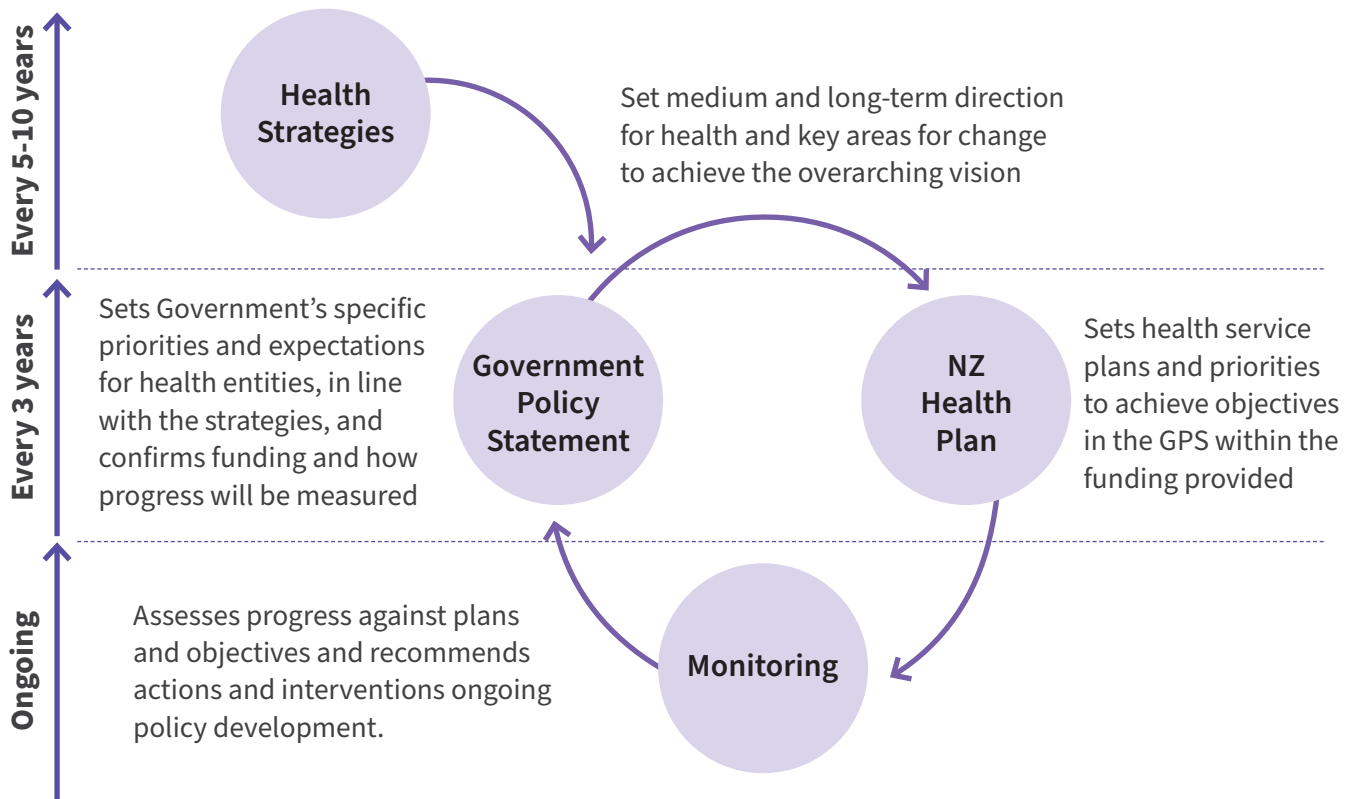 Every 5-10 years
Health
Strategies
Set medium and long-term direction
for health and key areas for change
to achieve the overarching vision
Every 3 years
Sets Government’s specific
priorities and expectations
for health entities, in line
with the strategies, and
confirms funding and how
progress will be measured
Government
Policy
Statement
NZ
Health
Plan
Sets health service
plans and priorities
to achieve objectives
in the GPS within the
funding provided
Ongoing
Assesses progress against plans
and objectives and recommends
actions and interventions ongoing
policy development.
Monitoring